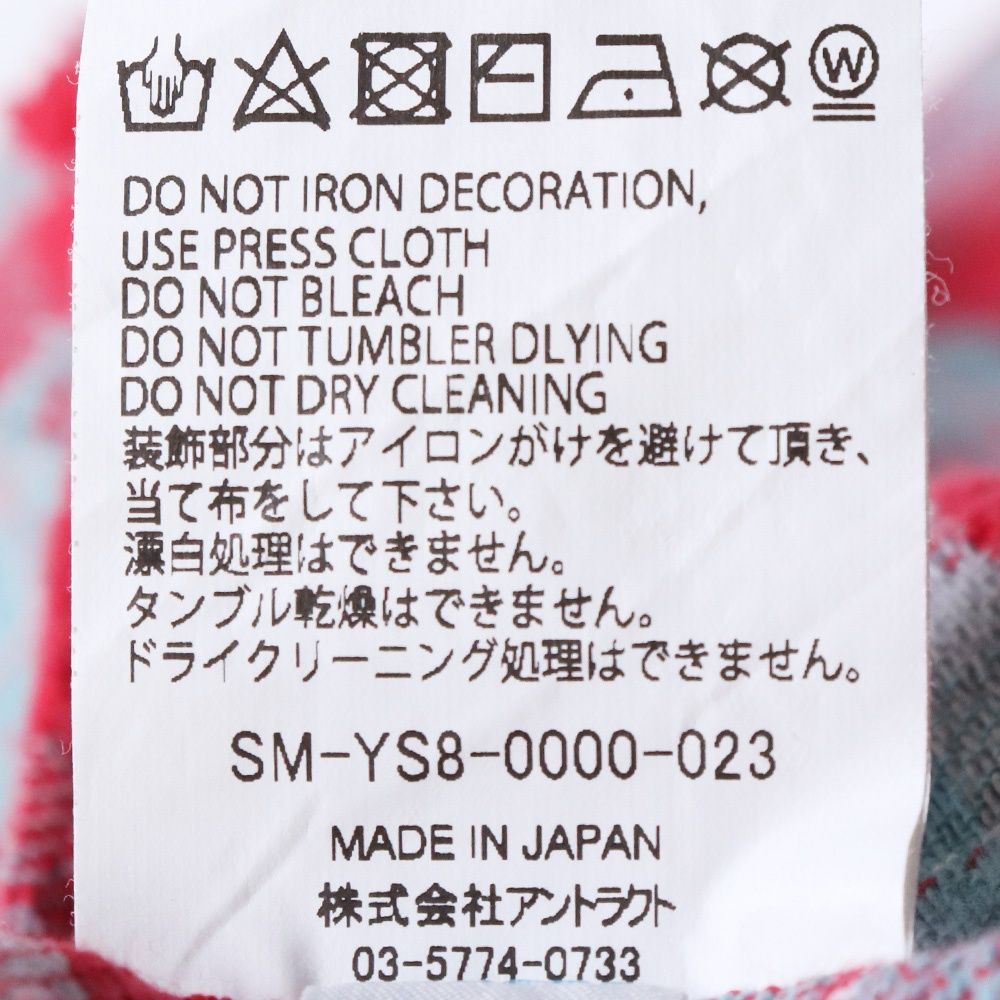 W
DO NOT IRON DECORATION,
USE PRESS CLOTH
DO NOT BLEACH
DO NOT TUMBLER DLYING
DO NOT DRY CLEANING
装飾部分はアイロンがけを避けて頂き、
当て布をして下さい。
漂白処理はできません。
タンブル乾燥はできません。
ドライクリーニング処理はできません。
SM-YS8-0000-023
MADE IN JAPAN
株式会社アントラクト
03-5774-0733